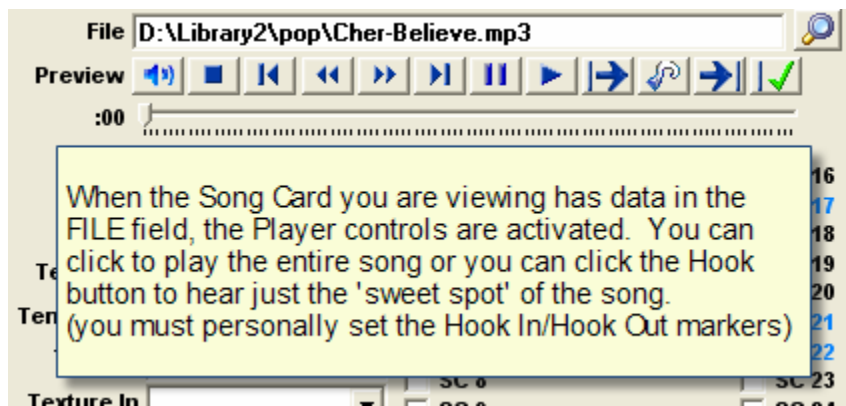 File D:\Library2\pop\Cher-Believe.mp3
Preview
:00
When the Song Card you are viewing has data in the
FILE field, the Player controls are activated.  You can
click to play the entire song or you can click the Hook
button to hear just the 'sweet spot' of the song.
(you must personally set the Hook In/Hook Out markers)
16
17
18
19
20
21
22
SC 8
SC 23
Texture In